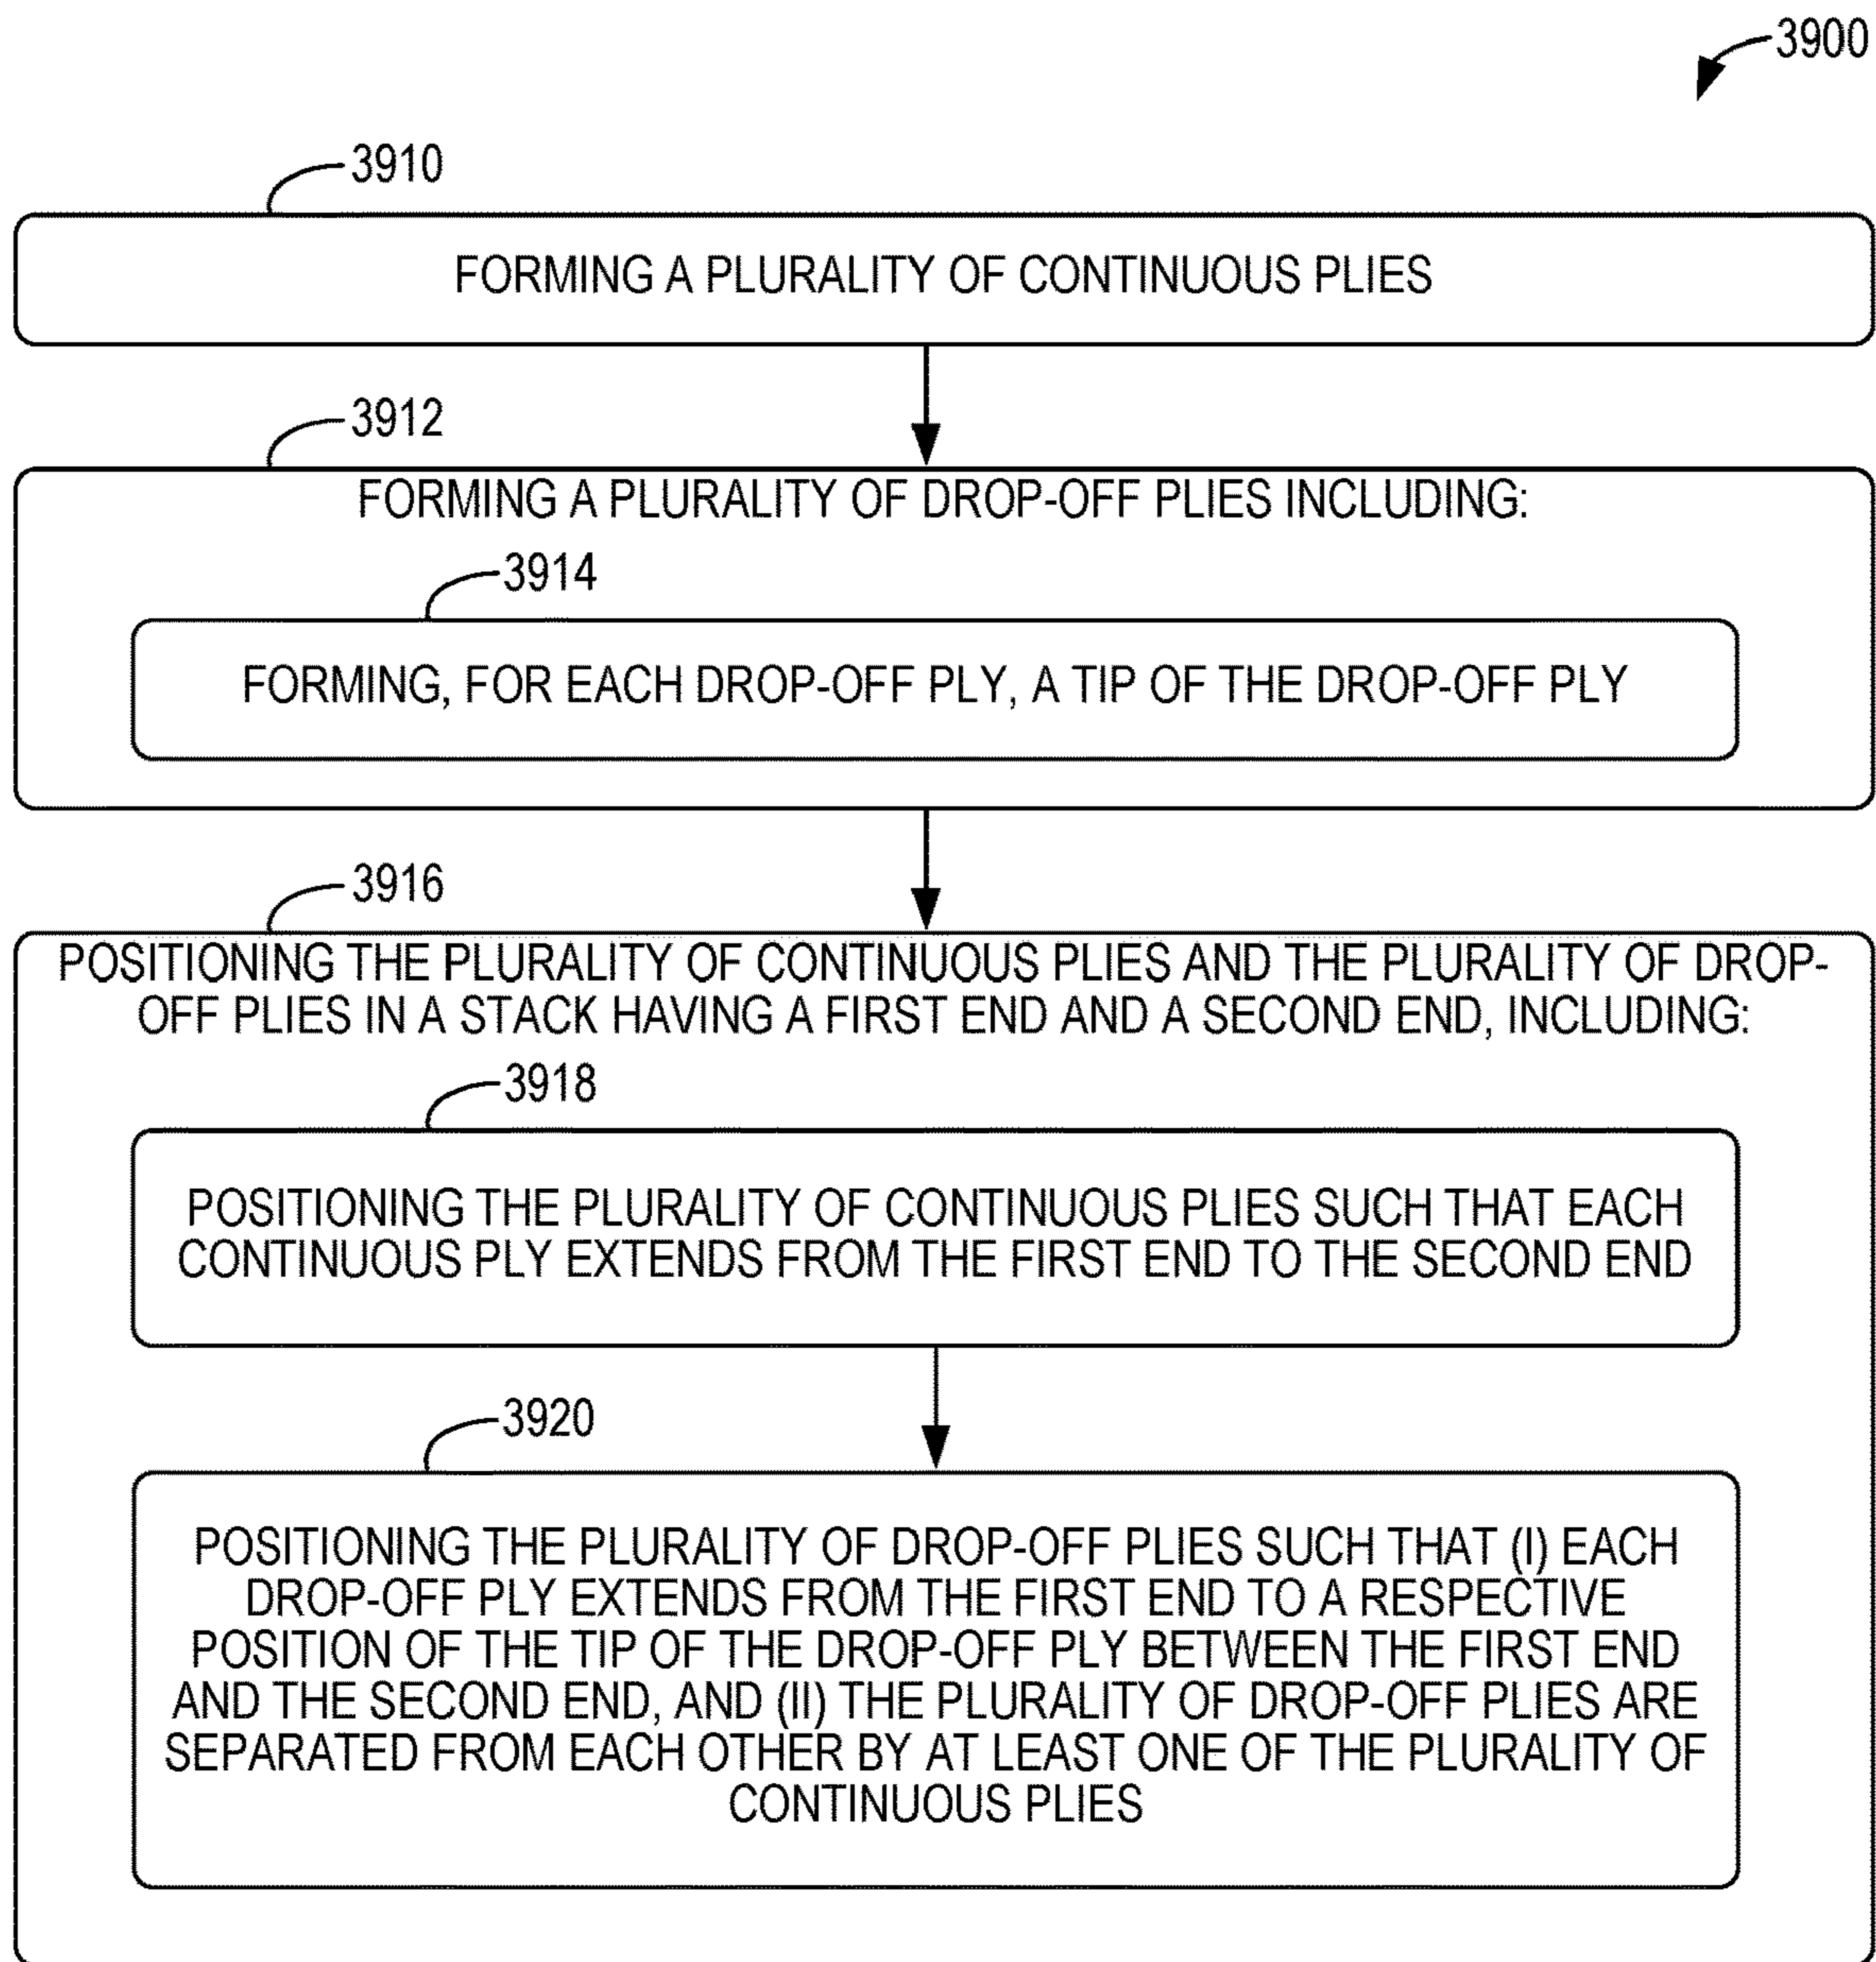 3900
3910
FORMING A PLURALITY OF CONTINUOUS PLIES
3912
FORMING A PLURALITY OF DROP-OFF PLIES INCLUDING:
3914
FORMING, FOR EACH DROP-OFF PLY, A TIP OF THE DROP-OFF PLY
3916
POSITIONING THE PLURALITY OF CONTINUOUS PLIES AND THE PLURALITY OF DROP-
OFF PLIES IN A STACK HAVING A FIRST END AND A SECOND END, INCLUDING:
3918
POSITIONING THE PLURALITY OF CONTINUOUS PLIES SUCH THAT EACH
CONTINUOUS PLY EXTENDS FROM THE FIRST END TO THE SECOND END
3920
POSITIONING THE PLURALITY OF DROP-OFF PLIES SUCH THAT (I) EACH
DROP-OFF PLY EXTENDS FROM THE FIRST END TO A RESPECTIVE
POSITION OF THE TIP OF THE DROP-OFF PLY BETWEEN THE FIRST END
AND THE SECOND END, AND (II) THE PLURALITY OF DROP-OFF PLIES ARE
SEPARATED FROM EACH OTHER BY AT LEAST ONE OF THE PLURALITY OF
CONTINUOUS PLIES